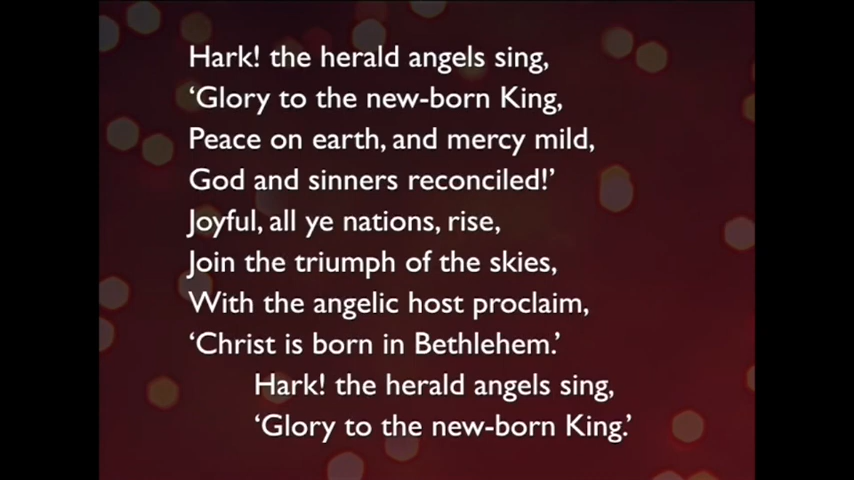 Hark! the herald angels sing,
‘Glory to the new-born King,
Peace on earth, and mercy mild,
God and sinners reconciled!’
Joyful, all ye nations, rise,
Join the triumph of the skies,
With the angelic host proclaim,
‘Christ is born in Bethlehem.’
Hark! the herald angels sing,
‘Glory to the new-born King.’